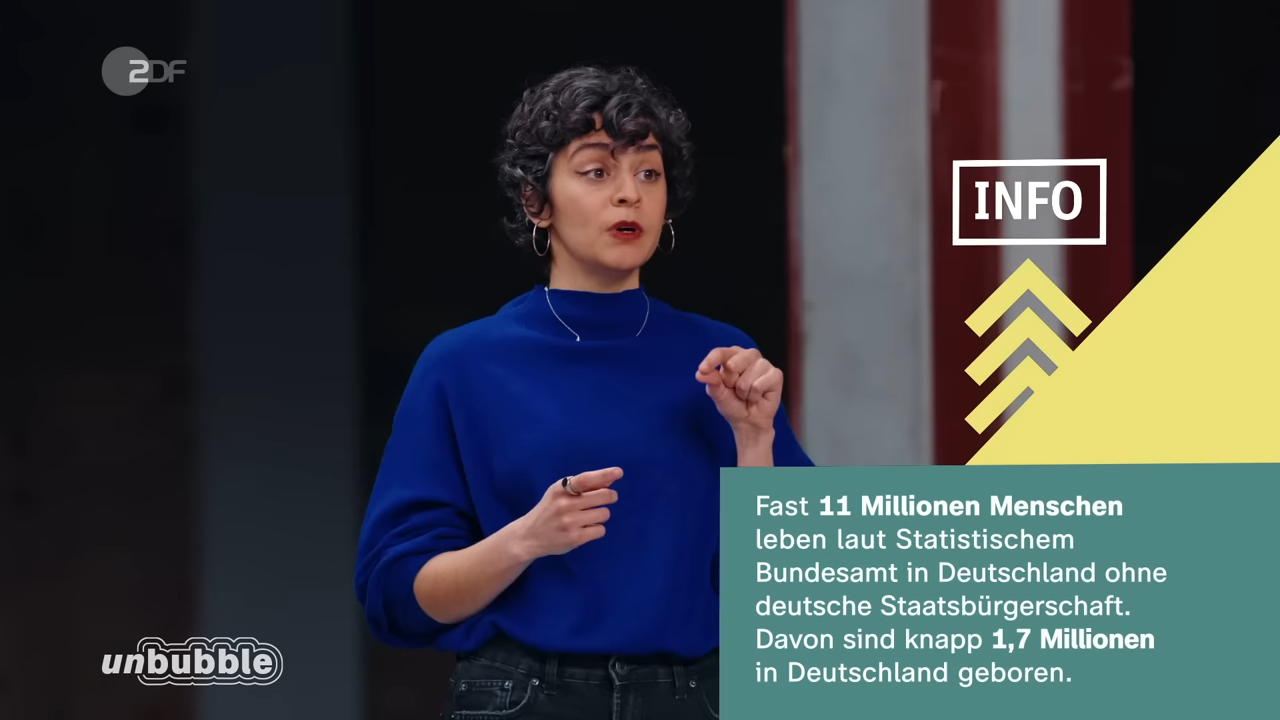 ZDF
INFO
Fast 11 Millionen Menschen
leben laut Statistischem
Bundesamt in Deutschland ohne
deutsche Staatsbürgerschaft.
Davon sind knapp 1,7 Millionen
in Deutschland geboren.
unbubble